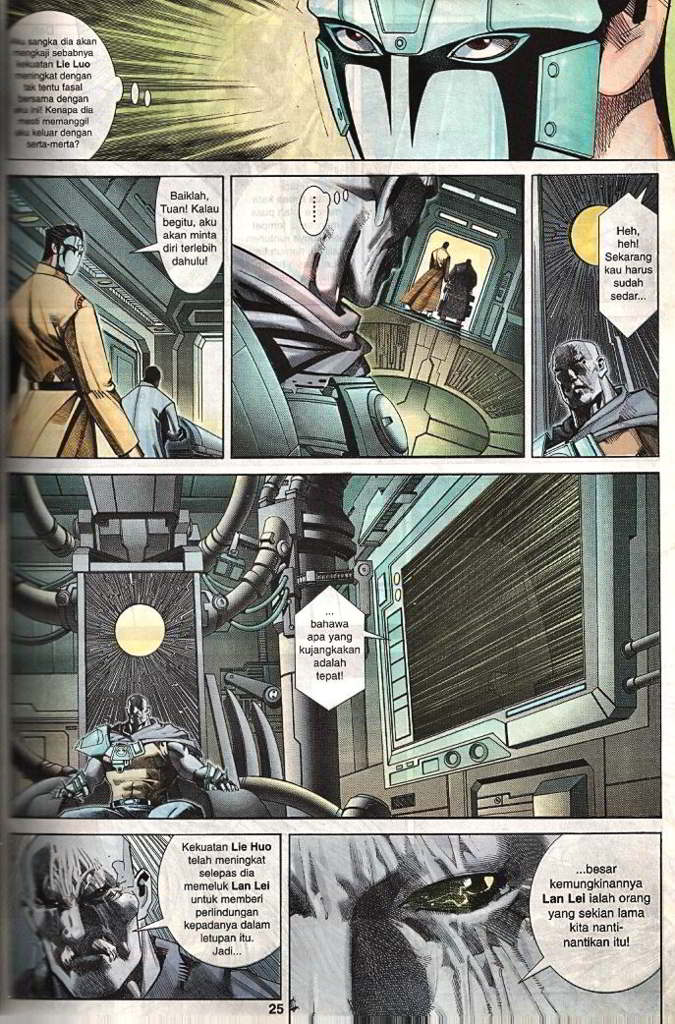 Aku sangka dia akan
mengkaji sebabnya
kekuatan Lie Luo
meningkat dengan
tak tentu fasal
bersama dengan
aku ini! Kenapa dia
mesti memanggil
aku keluar dengan
serta-merta?
Baiklah,
Tuan! Kalau
begitu, aku
akan minta
diri terlebih
dahulu!
......
Heh,
heh!
Sekarang
kau harus
sudah
sedar...
...
bahawa
apa yang
kujangkakan
adalah
tepat!
Kekuatan Lie Huo
telah meningkat
selepas dia
memeluk Lan Lei
untuk memberi
perlindungan
kepadanya dalam
letupan itu.
Jadi...
...besar
kemungkinannya
Lan Lei ialah orang
yang sekian lama
kita nanti-
nantikan itu!
25